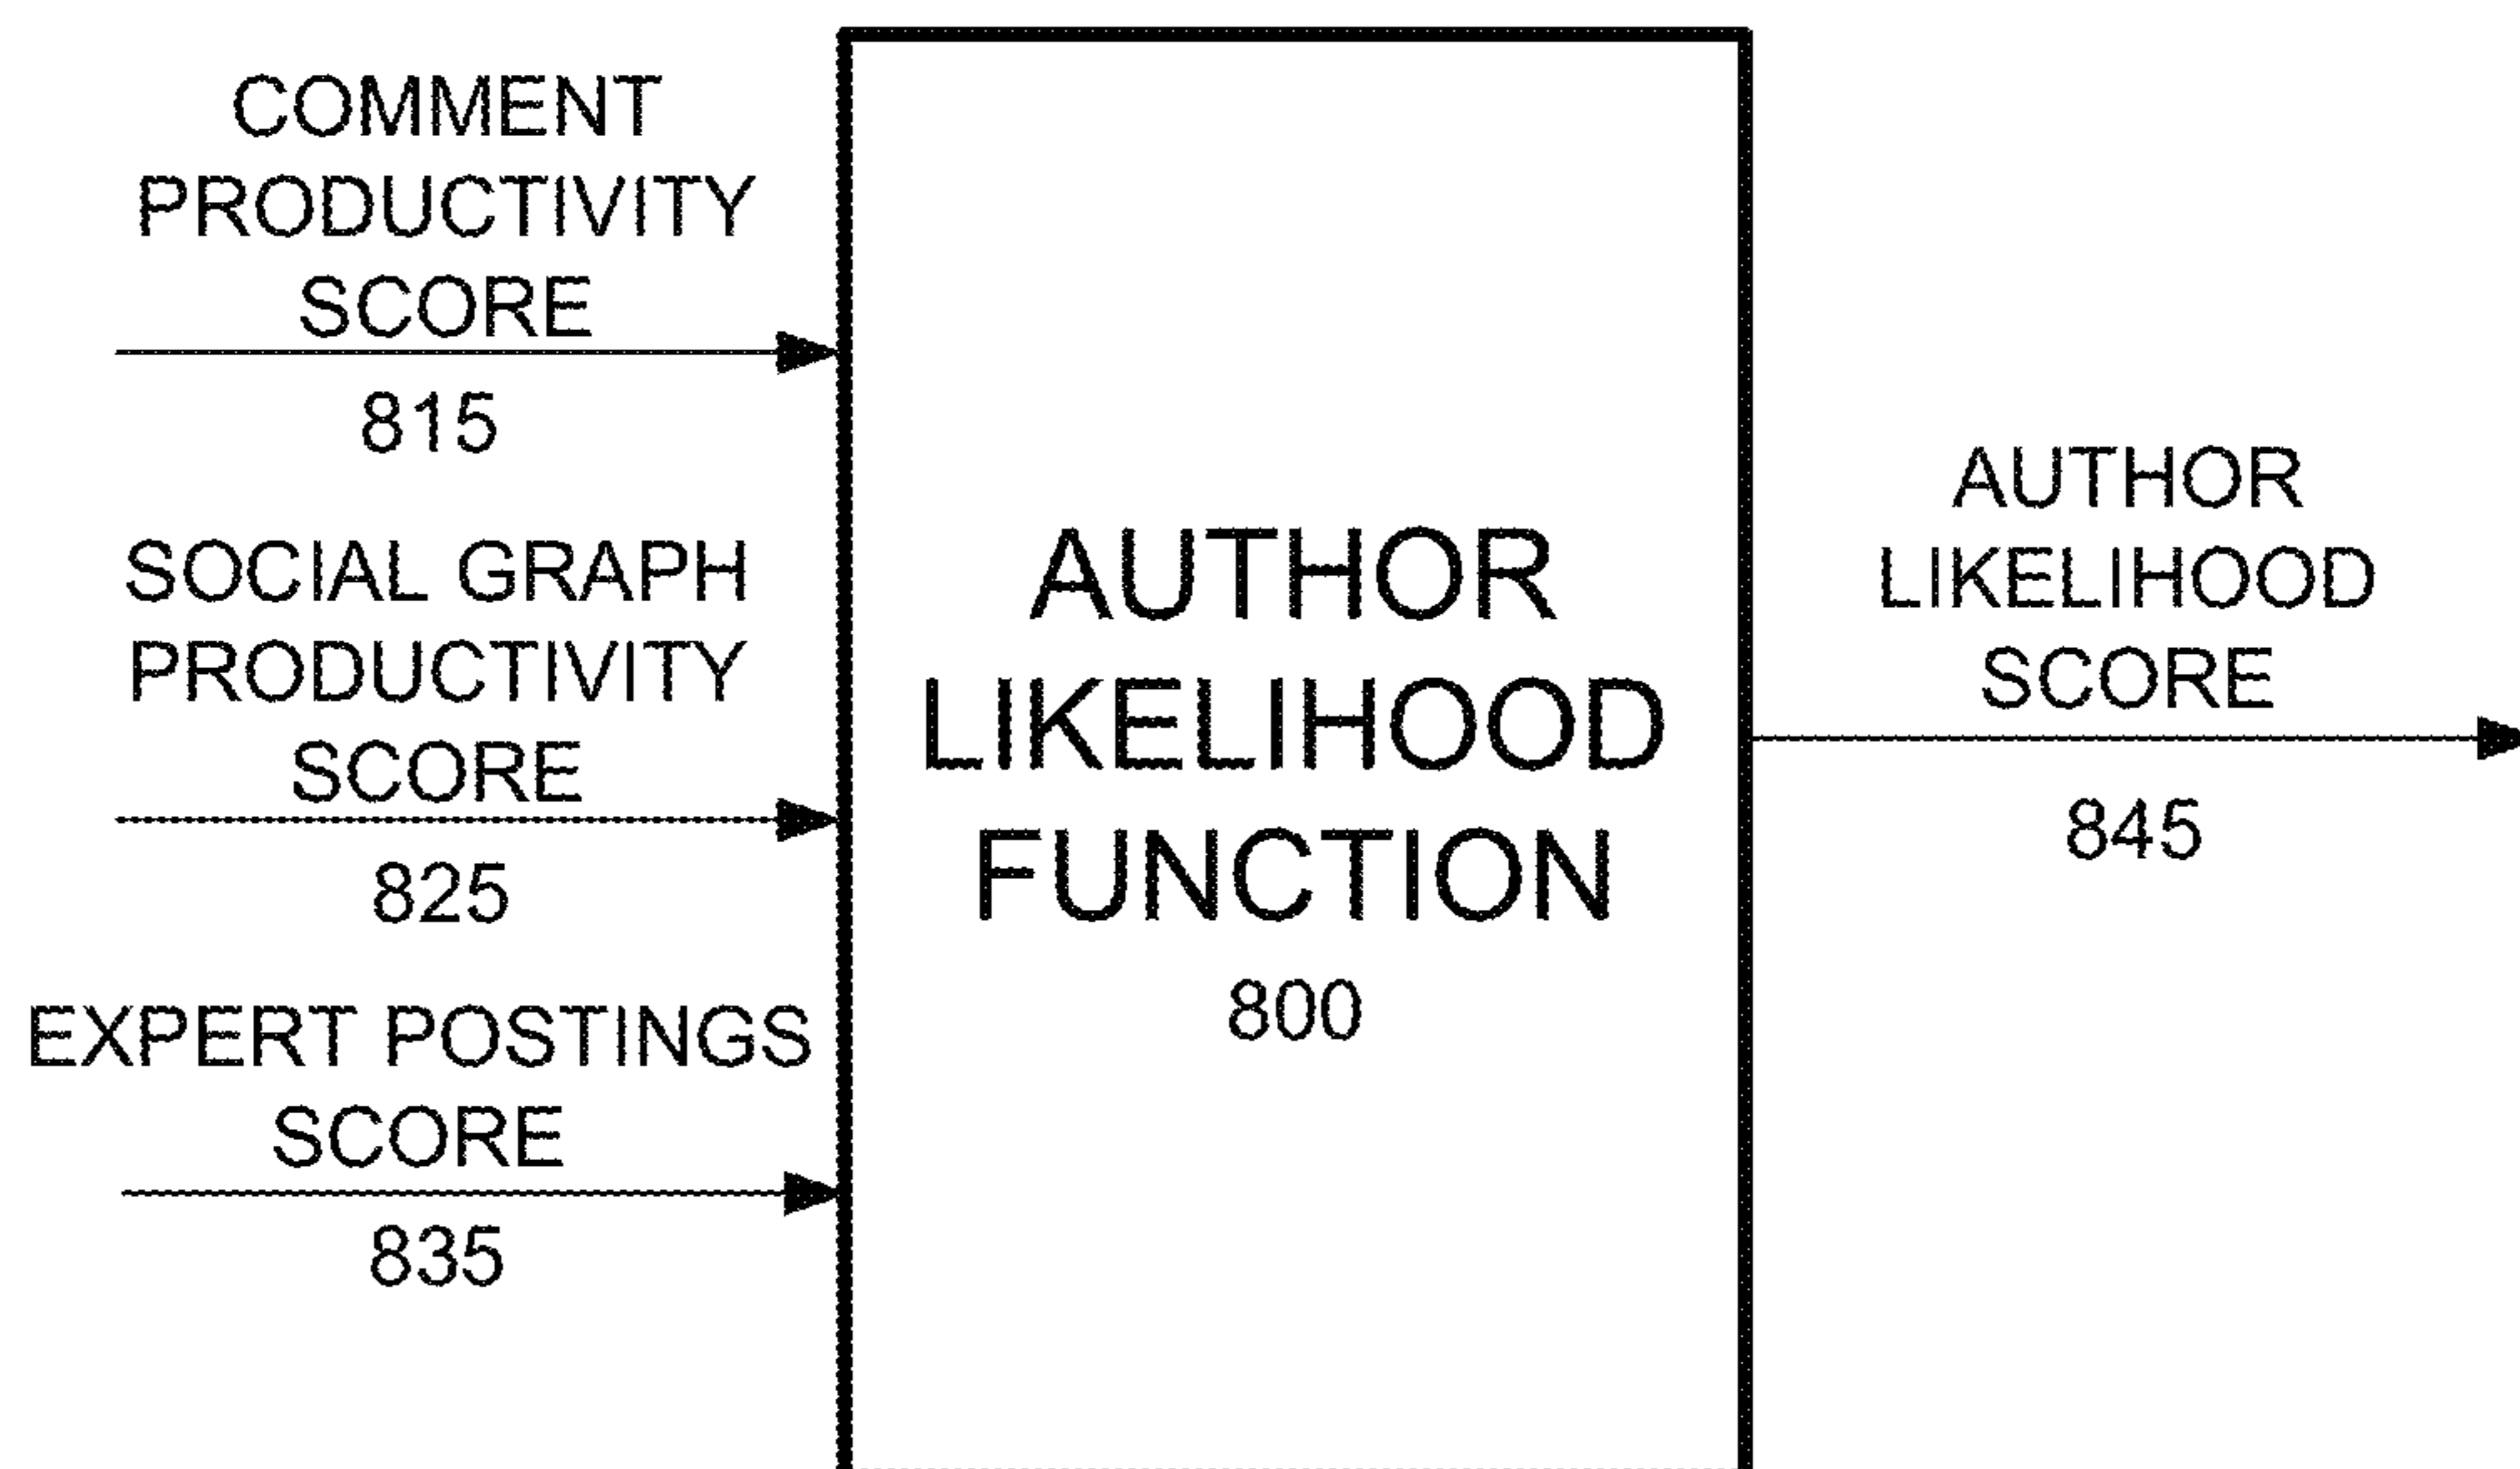 COMMENT
PRODUCTIVITY
SCORE
815
SOCIAL GRAPH
PRODUCTIVITY
SCORE
825
EXPERT POSTINGS
SCORE
835
AUTHOR
LIKELIHOOD
FUNCTION
800
AUTHOR
LIKELIHOOD
SCORE
845